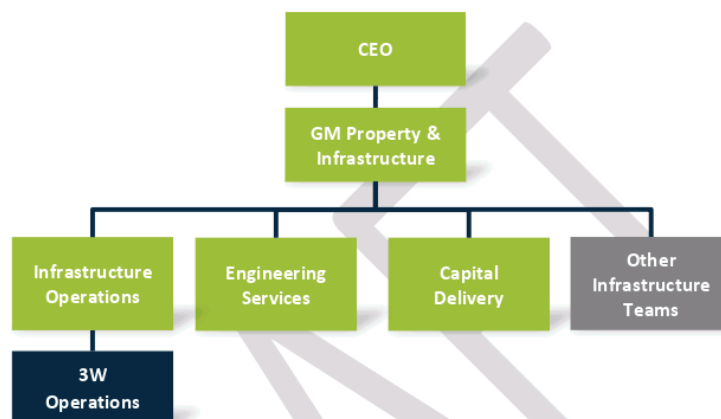 CEO
GM Property &
Infrastructure
Infrastructure
Operations
Engineering
Services
Capital
Delivery
Other
Infrastructure
Teams
3W
Operations